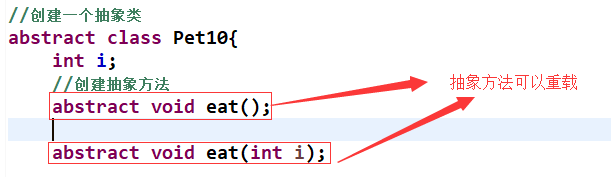 //创建一个抽象类
abstract class Pet10{
int i;
//创建抽象方法
abstract void eat();
抽象方法可以重载
abstract void eat(int i);